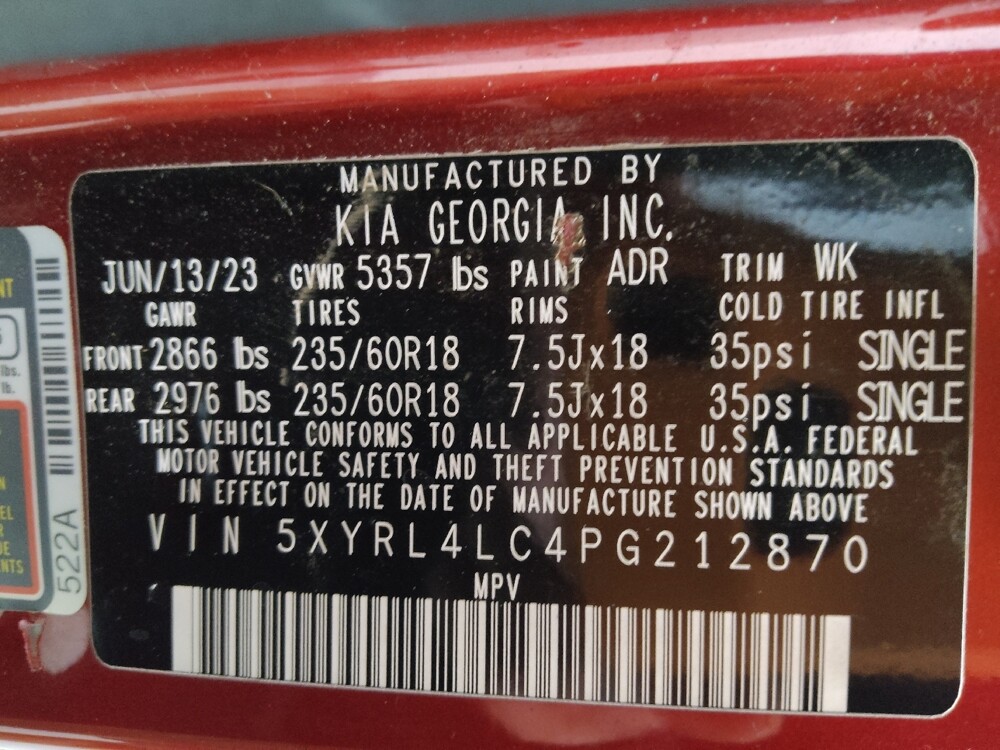 MANUFACTURED BY
KIA GEORGIA INC.
JUN/13/23 GVWR 5357 lbs PAINT ADR TRIM WK
GAWR TIRES RIMS COLD TIRE INFL
FRONT 2866 lbs 235/60R18 7.5Jx18 35psi SINGLE
REAR 2976 lbs 235/60R18 7.5Jx18 35psi SINGLE
THIS VEHICLE CONFORMS TO ALL APPLICABLE U.S.A. FEDERAL
MOTOR VEHICLE SAFETY AND THEFT PREVENTION STANDARDS
IN EFFECT ON THE DATE OF MANUFACTURE SHOWN ABOVE
VIN 5XYRL4LC4PG212870
MPV
522A
lbs.
lb.